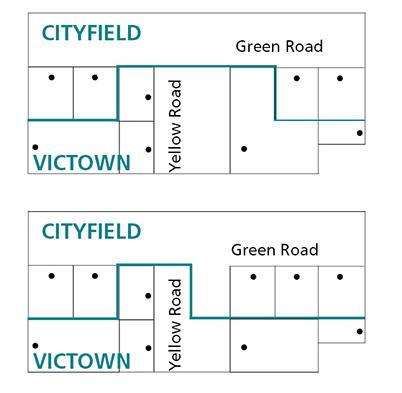 CITYFIELD
Green Road
Yellow Road
VICTOWN
CITYFIELD
Green Road
Yellow Road
VICTOWN